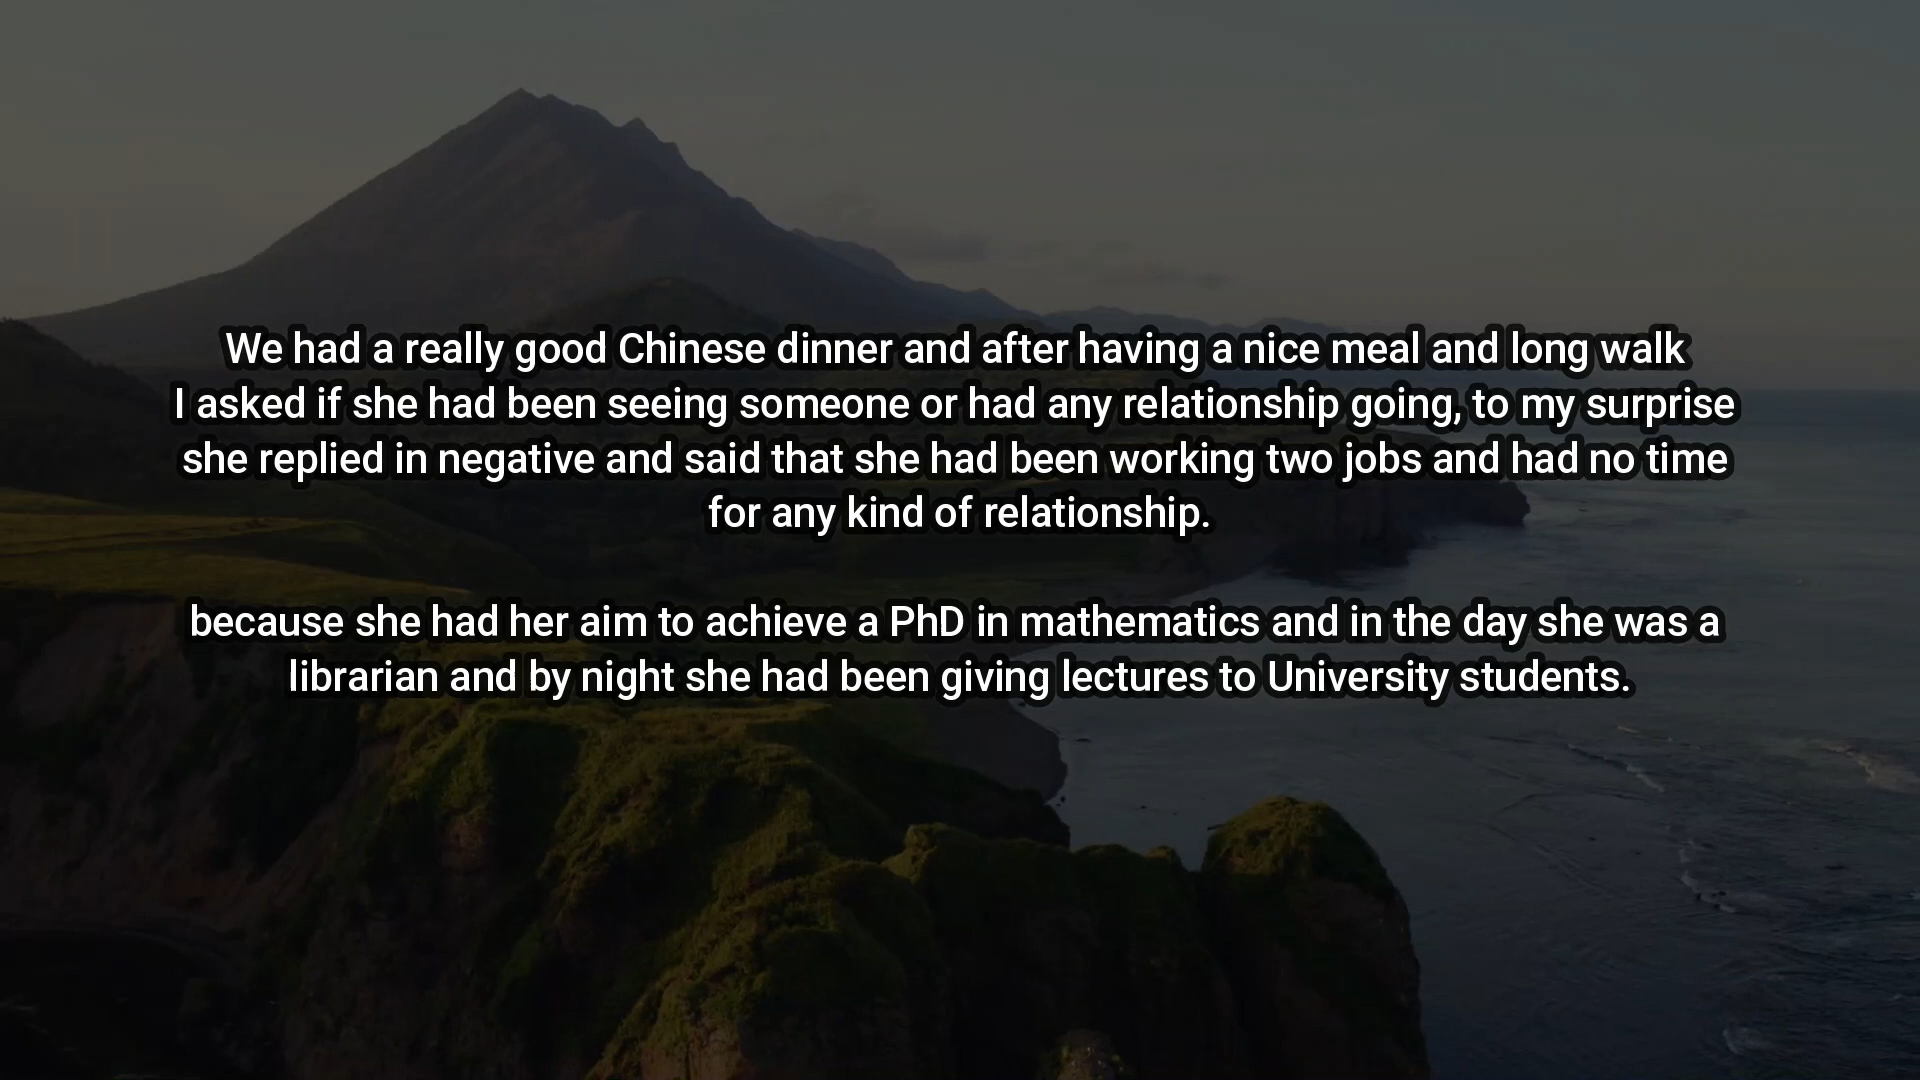 We had a really good Chinese dinner and after having a nice meal and long walk
I asked if she had been seeing someone or had any relationship going, to my surprise
she replied in negative and said that she had been working two jobs and had no time
for any kind of relationship.
because she had her aim to achieve a PhD in mathematics and in the day she was a
librarian and by night she had been giving lectures to University students.